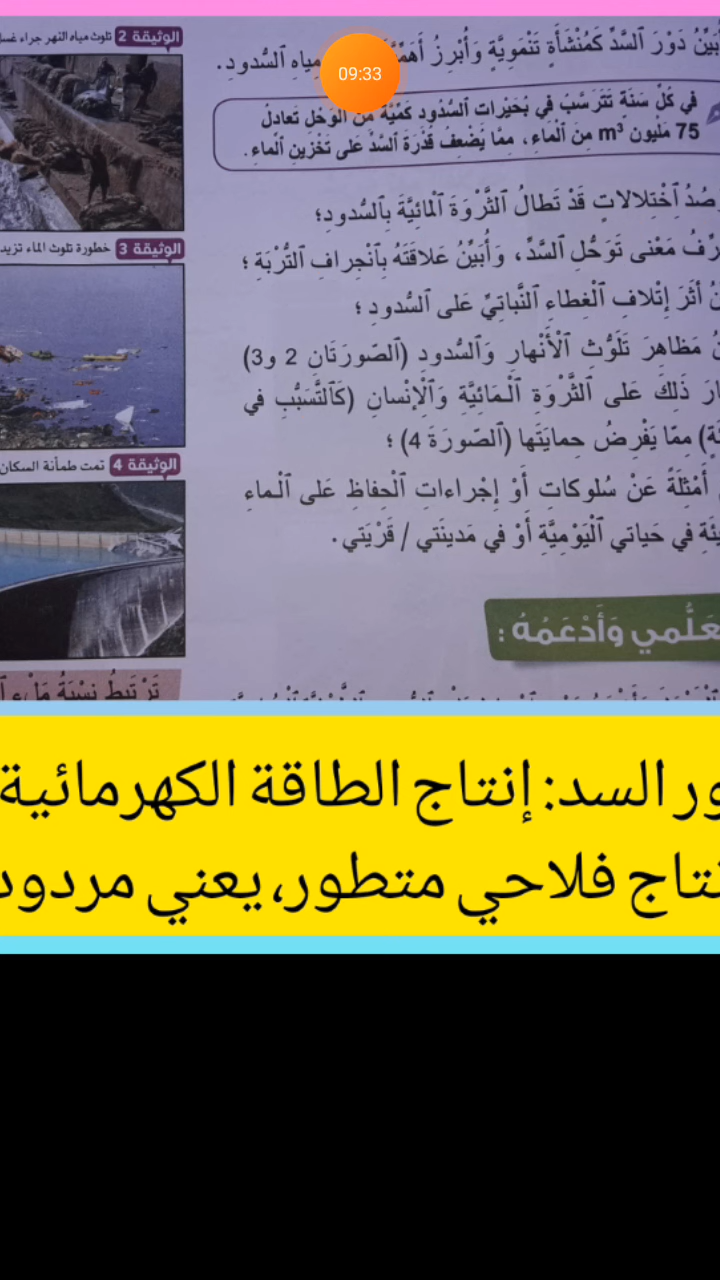 أُبَيِّنُ دَوْرَ ٱلسَّدِّ كَمُنْشَأَةٍ تَنْمَوِيَّةٍ وَأُبْرِزُ مِياهِ ٱلسُّدودِ.
09:33
في كُلِّ سَنَةٍ تَتَرَسَّبُ في بُحَيْراتِ ٱلسُّدودِ كَمِّيَّةٌ مِنَ ٱلْوَحْلِ تُعادِلُ
75 مِلْيونَ m³ مِنَ ٱلْماءِ، مِمّا يُضْعِفُ قُدْرَةَ ٱلسَّدِّ عَلى تَخْزينِ ٱلْماءِ.
ٱخْتِلالاتٍ قَدْ تَطالُ ٱلثَّرْوَةَ ٱلْمائِيَّةَ بِٱلسُّدودِ؛
مَعْنى تَوَحُّلِ ٱلسَّدِّ، وَأُبَيِّنُ عَلاقَتَهُ بِٱنْجِرافِ ٱلتُّرْبَةِ؛
أَثَرَ إِتْلافِ ٱلْغِطاءِ ٱلنَّباتِيِّ عَلى ٱلسُّدودِ؛
مَظاهِرَ تَلَوُّثِ ٱلْأَنْهارِ وَٱلسُّدودِ (ٱلصّورَتانِ 2 و3)
ذَلِكَ عَلى ٱلثَّرْوَةِ ٱلْمَائِيَّةِ وَٱلْإِنْسانِ (كَٱلتَّسَبُّبِ في
مِمّا يَفْرِضُ حِمايَتَها (ٱلصّورَةَ 4)؛
أَمْثِلَةً عَنْ سُلوكاتٍ أَوْ إِجْراءاتِ ٱلْحِفاظِ عَلى ٱلْماءِ
في حَياتي ٱلْيَوْمِيَّةِ أَوْ في مَدينَتي / قَرْيَتي.
وَأَدْعَمُهُ:
الوثيقة 2 تلوث مياه النهر جراء
الوثيقة 3 خطورة تلوث الماء تزيد
الوثيقة 4 تمت طمأنة السكان
تَرْتَبِطُ نِسْبَةُ مَلْءِ
السد: إنتاج الطاقة الكهرمائية
فلاحي متطور، يعني مردود